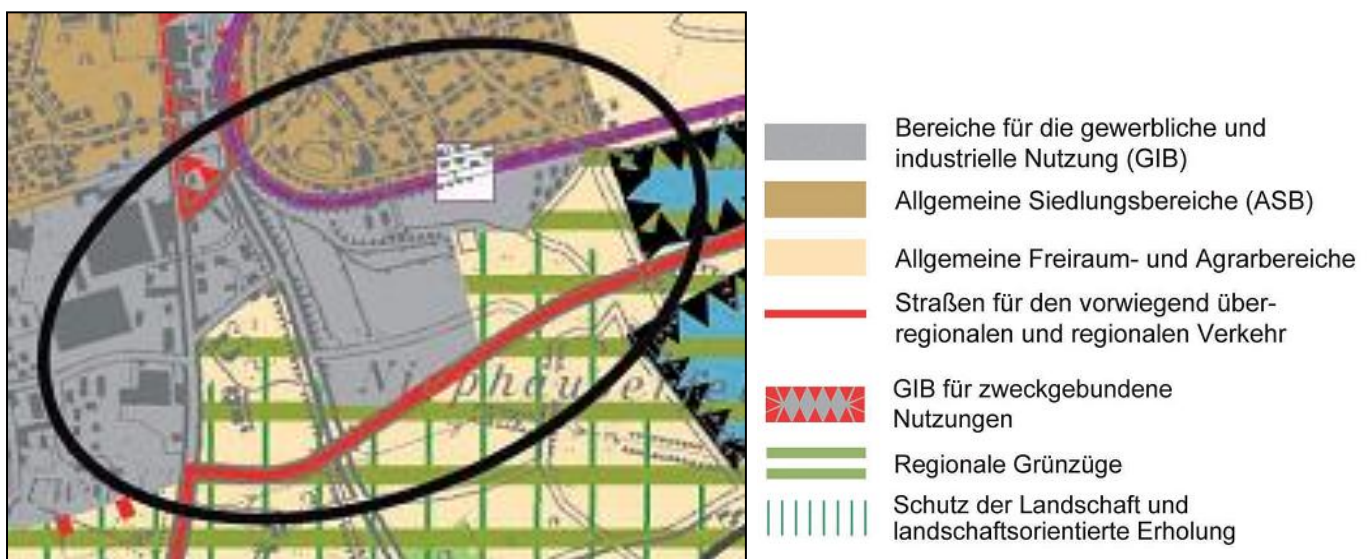 Bereiche für die gewerbliche und
industrielle Nutzung (GIB)
Allgemeine Siedlungsbereiche (ASB)
Allgemeine Freiraum- und Agrarbereiche
Straßen für den vorwiegend über-
regionalen und regionalen Verkehr
GIB für zweckgebundene
Nutzungen
Regionale Grünzüge
Schutz der Landschaft und
landschaftsorientierte Erholung